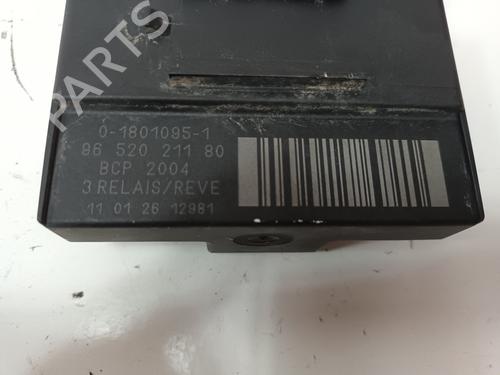 PARTS
0-1801095-1
96 520 211 80
BCP 2004
3 RELAIS/REVE
11 01 26 12981